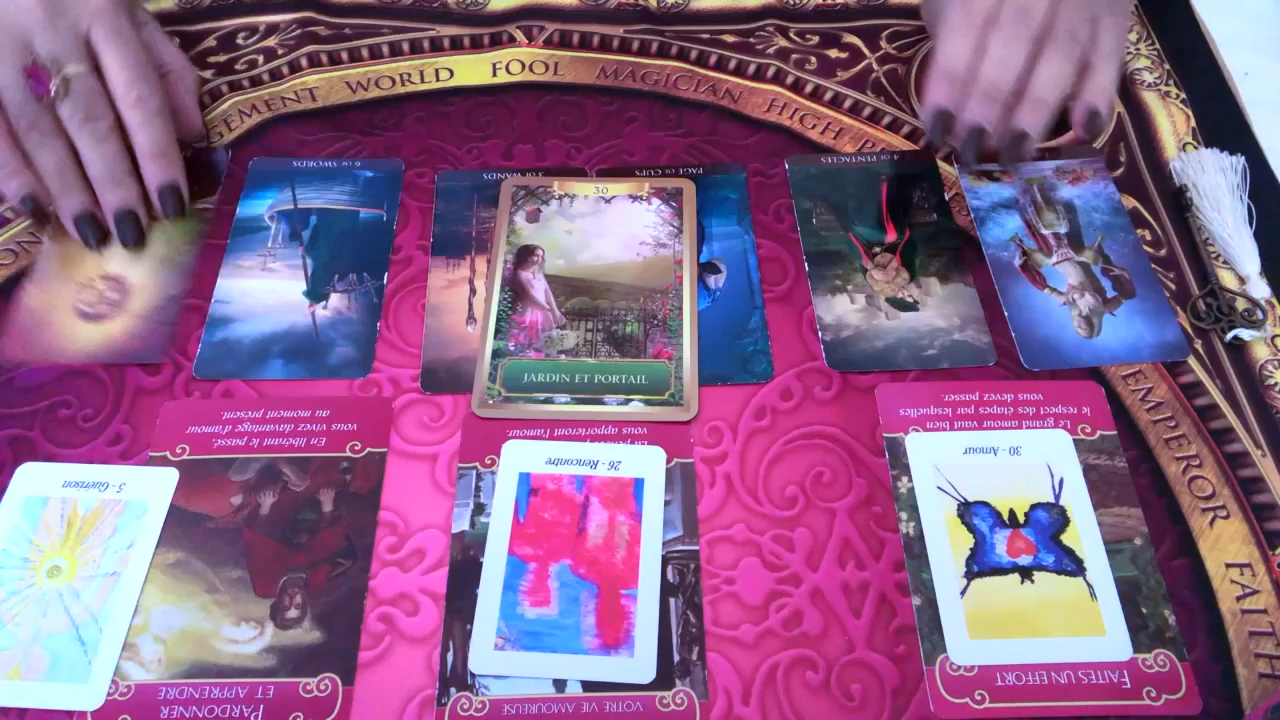 GEMENT WORLD FOOL MAGICIAN HIGH
EMPEROR FAITH
6 OF SWORDS
3 OF WANDS
PAGE OF CUPS
4 OF PENTACLES
30
JARDIN ET PORTAIL
En libérant le passé,
vous vivez davantage d'amour
au moment présent.
vous apporteront l'amour.
Le grand amour vaut bien
le respect des étapes par lesquelles
vous devez passer.
5 - Guérison
26 - Rencontre
30 - Amour
PARDONNER
ET APPRENDRE
VOTRE VIE AMOUREUSE
FAITES UN EFFORT